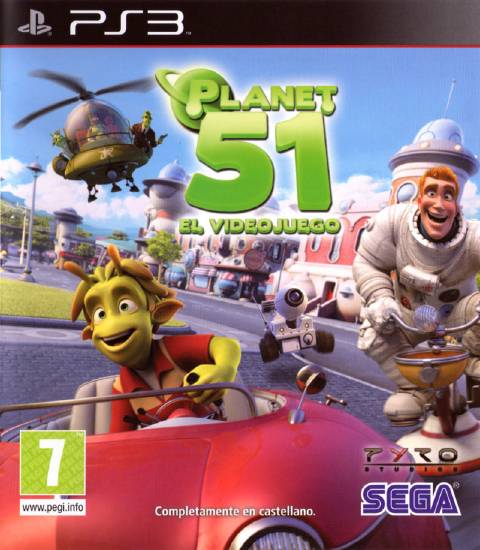 PS3
PLANET
51
EL VIDEOJUEGO
7
www.pegi.info
Completamente en castellano.
PYRO
STUDIOS
SEGA